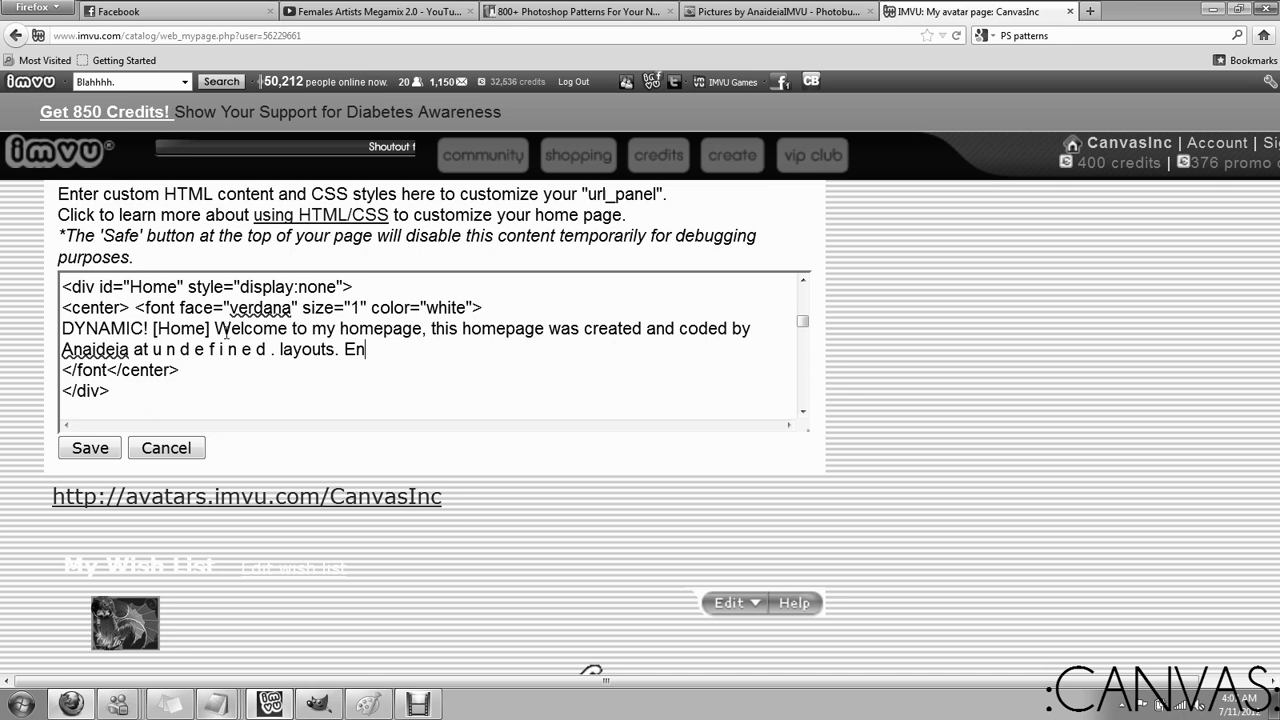 Firefox
Facebook
Females Artists Megamix 2.0 - YouTu...
800+ Photoshop Patterns For Your N...
Pictures by AnaideiaIMVU - Photobu...
IMVU: My avatar page: CanvasInc
www.imvu.com/catalog/web_mypage.php?user=56229661
PS patterns
Most Visited
Getting Started
Bookmarks
imvu
Blahhhh.
Search
50,212 people online now.
20
1,150
32,536 credits
Log Out
IMVU Games
CB
Get 850 Credits! Show Your Support for Diabetes Awareness
imvu
Shoutout f
community
shopping
credits
create
vip club
CanvasInc | Account | Si
400 credits | 376 promo
Enter custom HTML content and CSS styles here to customize your "url_panel".
Click to learn more about using HTML/CSS to customize your home page.
*The 'Safe' button at the top of your page will disable this content temporarily for debugging
purposes.
<div id="Home" style="display:none">
<center> <font face="verdana" size="1" color="white">
DYNAMIC! [Home] Welcome to my homepage, this homepage was created and coded by
Anaideia at u n d e f i n e d . layouts. En
</font</center>
</div>
Save
Cancel
http://avatars.imvu.com/CanvasInc
My Wish List
Edit wish list
Edit
Help
:CANVAS:
7/11/2012